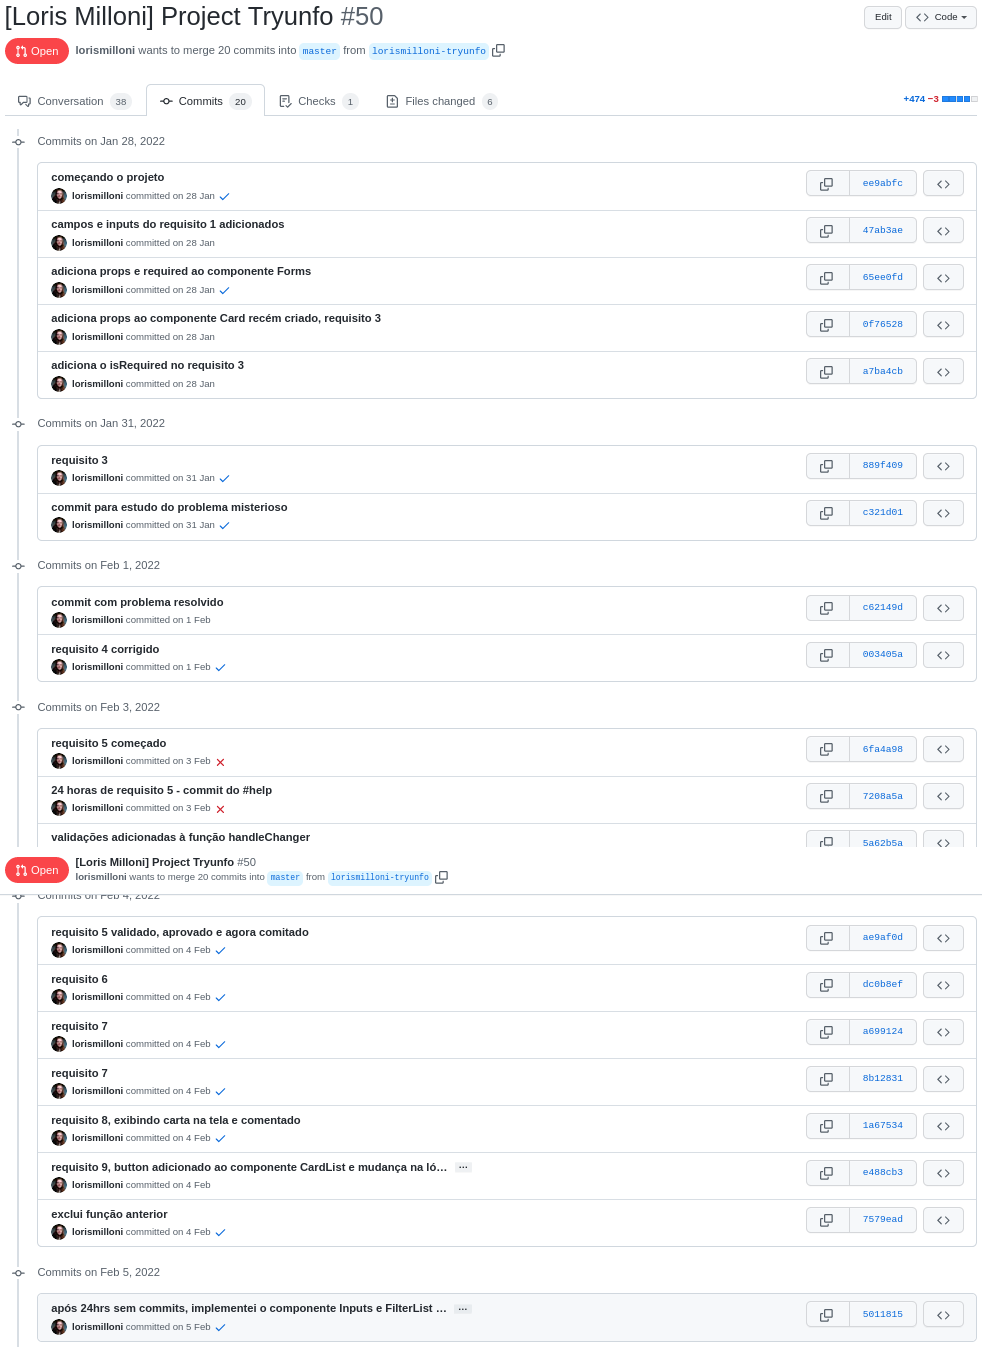 [Loris Milloni] Project Tryunfo #50
Edit
Code
Open
lorismilloni wants to merge 20 commits into master from lorismilloni-tryunfo
Conversation 38
Commits 20
Checks 1
Files changed 6
+474 −3
Commits on Jan 28, 2022
começando o projeto
lorismilloni committed on 28 Jan
ee9abfc
campos e inputs do requisito 1 adicionados
lorismilloni committed on 28 Jan
47ab3ae
adiciona props e required ao componente Forms
lorismilloni committed on 28 Jan
65ee0fd
adiciona props ao componente Card recém criado, requisito 3
lorismilloni committed on 28 Jan
0f76528
adiciona o isRequired no requisito 3
lorismilloni committed on 28 Jan
a7ba4cb
Commits on Jan 31, 2022
requisito 3
lorismilloni committed on 31 Jan
889f409
commit para estudo do problema misterioso
lorismilloni committed on 31 Jan
c321d01
Commits on Feb 1, 2022
commit com problema resolvido
lorismilloni committed on 1 Feb
c62149d
requisito 4 corrigido
lorismilloni committed on 1 Feb
003405a
Commits on Feb 3, 2022
requisito 5 começado
lorismilloni committed on 3 Feb
6fa4a98
24 horas de requisito 5 - commit do #help
lorismilloni committed on 3 Feb
7208a5a
validações adicionadas à função handleChanger
5a62b5a
Open
[Loris Milloni] Project Tryunfo #50
lorismilloni wants to merge 20 commits into master from lorismilloni-tryunfo
Commits on Feb 4, 2022
requisito 5 validado, aprovado e agora comitado
lorismilloni committed on 4 Feb
ae9af0d
requisito 6
lorismilloni committed on 4 Feb
dc0b8ef
requisito 7
lorismilloni committed on 4 Feb
a699124
requisito 7
lorismilloni committed on 4 Feb
8b12831
requisito 8, exibindo carta na tela e comentado
lorismilloni committed on 4 Feb
1a67534
requisito 9, button adicionado ao componente CardList e mudança na ló… …
lorismilloni committed on 4 Feb
e488cb3
exclui função anterior
lorismilloni committed on 4 Feb
7579ead
Commits on Feb 5, 2022
após 24hrs sem commits, implementei o componente Inputs e FilterList … …
lorismilloni committed on 5 Feb
5011815